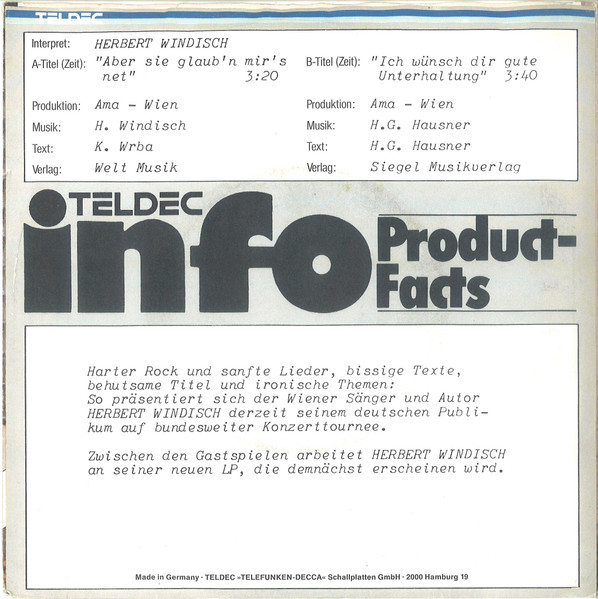 TELDEC
Interpret: HERBERT WINDISCH
A-Titel (Zeit): "Aber sie glaub'n mir's
net" 3:20
Produktion: Ama - Wien
Musik: H. Windisch
Text: K. Wrba
Verlag: Welt Musik
B-Titel (Zeit): "Ich wünsch dir gute
Unterhaltung" 3:40
Produktion: Ama - Wien
Musik: H.G. Hausner
Text: H.G. Hausner
Verlag: Siegel Musikverlag
TELDEC
info
Product-
Facts
Harter Rock und sanfte Lieder, bissige Texte,
behutsame Titel und ironische Themen:
So präsentiert sich der Wiener Sänger und Autor
HERBERT WINDISCH derzeit seinem deutschen Publi-
kum auf bundesweiter Konzerttournee.
Zwischen den Gastspielen arbeitet HERBERT WINDISCH
an seiner neuen LP, die demnächst erscheinen wird.
Made in Germany · TELDEC »TELEFUNKEN-DECCA« Schallplatten GmbH · 2000 Hamburg 19